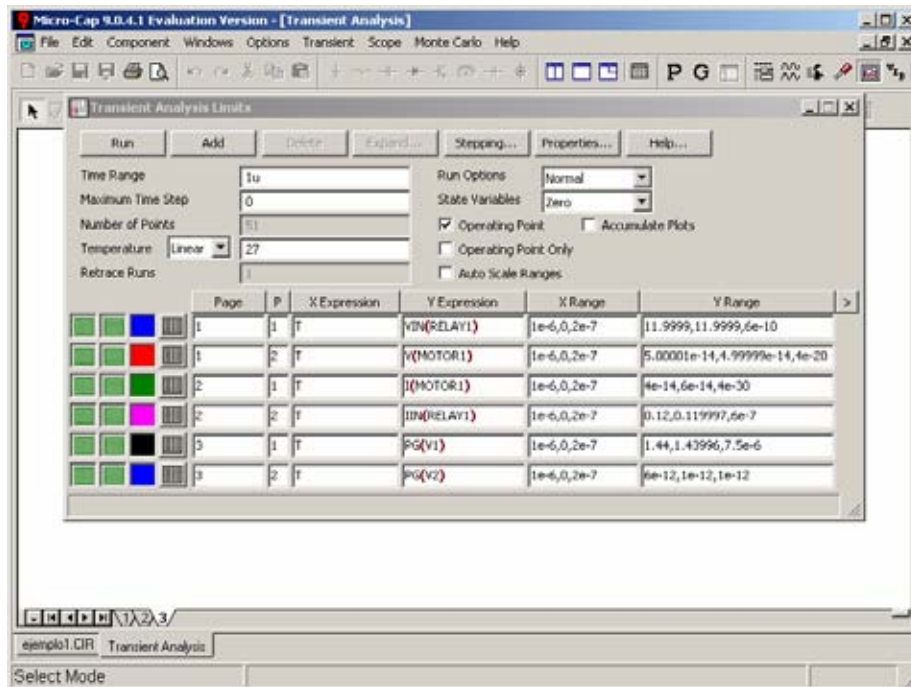 Micro-Cap 9.0.4.1 Evaluation Version - [Transient Analysis]
File Edit Component Windows Options Transient Scope Monte Carlo Help
P G
Transient Analysis Limits
Run Add Delete Expand... Stepping... Properties... Help...
Time Range 1u Run Options Normal
Maximum Time Step 0 State Variables Zero
Number of Points 51 Operating Point Accumulate Plots
Temperature Linear 27 Operating Point Only
Retrace Runs 1 Auto Scale Ranges
Page P X Expression Y Expression X Range Y Range >
1 1 T VIN(RELAY1) 1e-6,0,2e-7 11.9999,11.9999,6e-10
1 2 T V(MOTOR1) 1e-6,0,2e-7 5.00001e-14,4.99999e-14,4e-20
2 1 T I(MOTOR1) 1e-6,0,2e-7 4e-14,6e-14,4e-30
2 2 T IIN(RELAY1) 1e-6,0,2e-7 0.12,0.119997,6e-7
3 1 T PG(V1) 1e-6,0,2e-7 1.44,1.43996,7.5e-6
3 2 T PG(V2) 1e-6,0,2e-7 6e-12,1e-12,1e-12
1 2 3
ejemplo1.CIR Transient Analysis
Select Mode